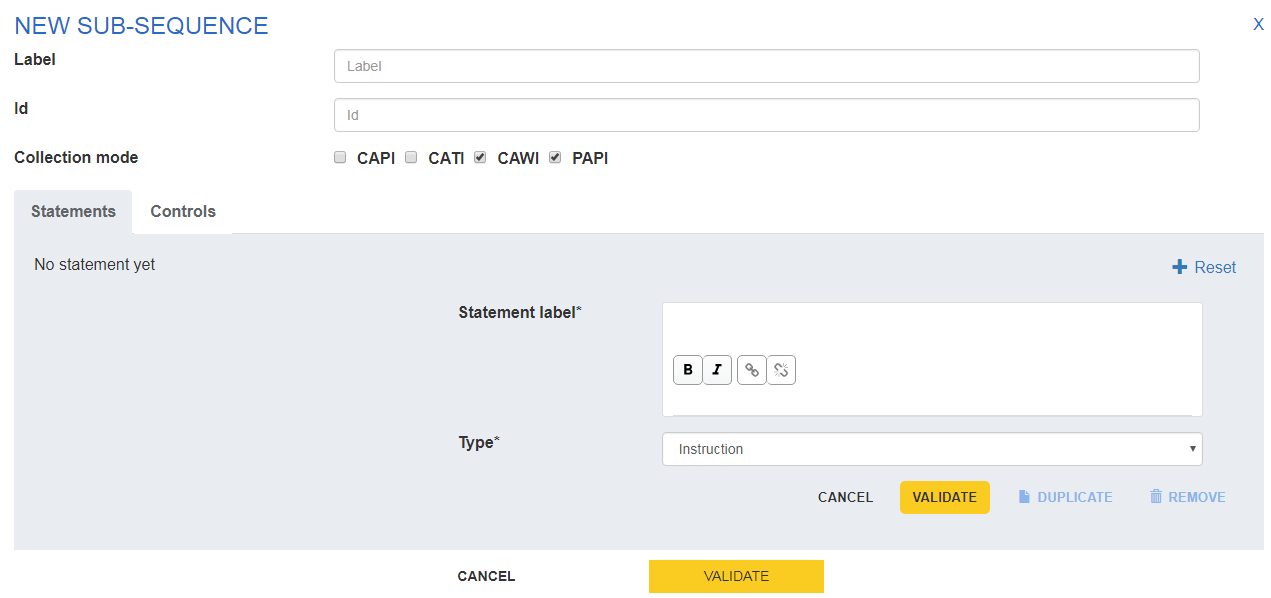 NEW SUB-SEQUENCE X
Label Label
Id Id
Collection mode CAPI CATI CAWI PAPI
Statements Controls
No statement yet Reset
Statement label*
B I
Type* Instruction
CANCEL VALIDATE DUPLICATE REMOVE
CANCEL VALIDATE